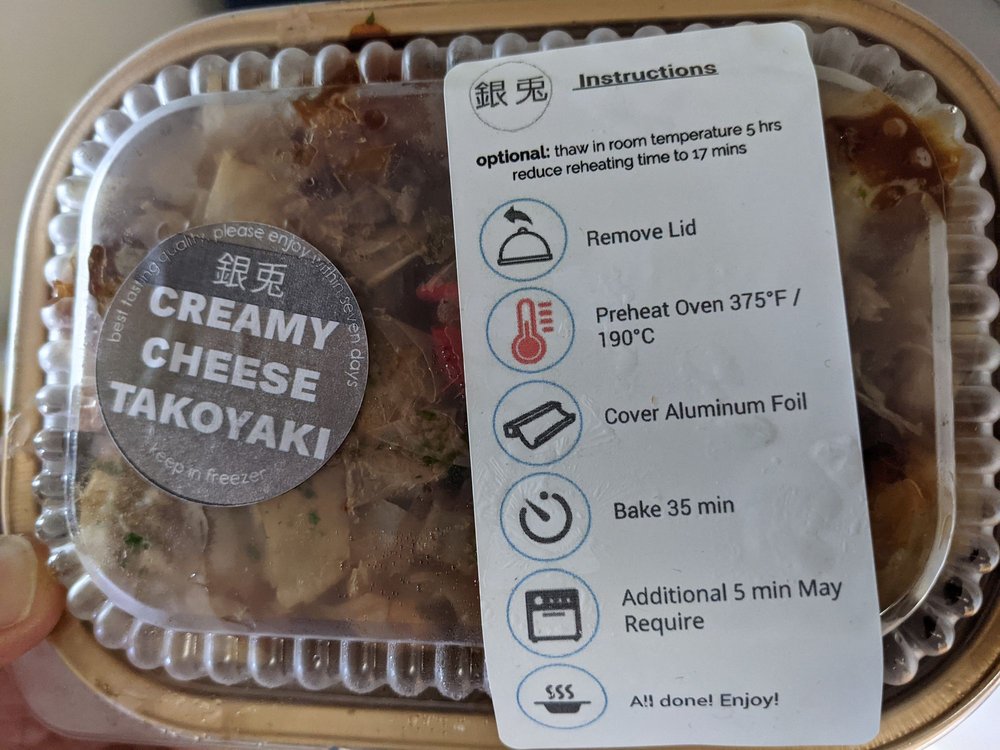 best tasting quality, please enjoy within seven days
銀兎
CREAMY
CHEESE
TAKOYAKI
keep in freezer
銀兎
Instructions
optional: thaw in room temperature 5 hrs
reduce reheating time to 17 mins
Remove Lid
Preheat Oven 375°F /
190°C
Cover Aluminum Foil
Bake 35 min
Additional 5 min May
Require
All done! Enjoy!